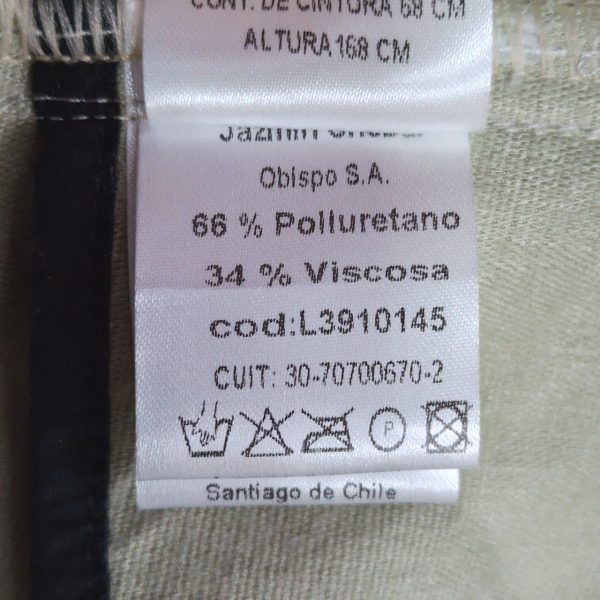 CONT. DE CINTURA 68 CM
ALTURA 168 CM
Jazmin
Obispo S.A.
66 % Poliuretano
34 % Viscosa
cod:L3910145
CUIT: 30-70700670-2
P
Santiago de Chile